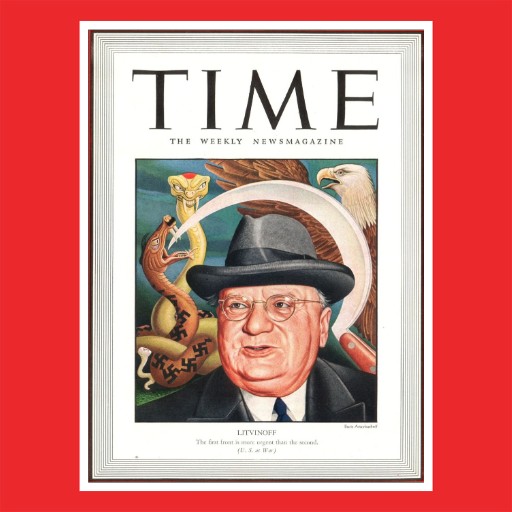 TIME
THE WEEKLY NEWSMAGAZINE
LITVINOFF
The first front is more urgent than the second.
(U. S. at War)